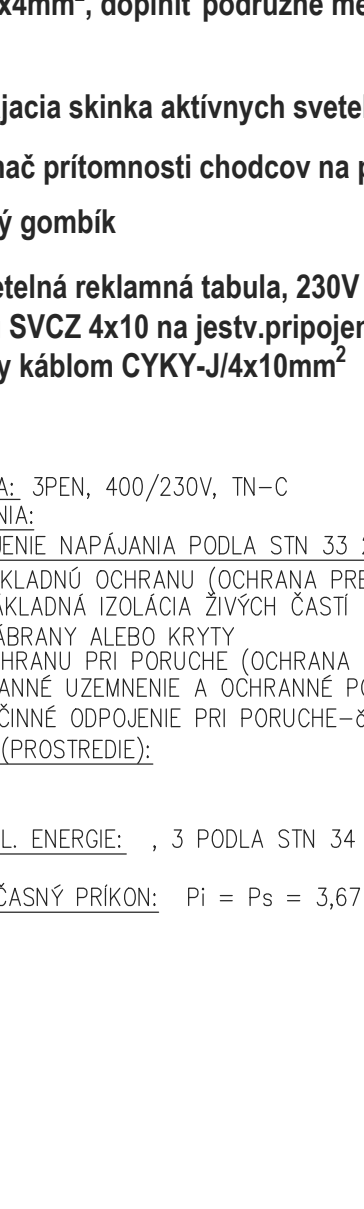 x4mm², doplniť podružné me
jacia skinka aktívnych svetel
nač prítomnosti chodcov na p
ý gombík
etelná reklamná tabula, 230V
SVCZ 4x10 na jestv.pripojen
y káblom CYKY-J/4x10mm²
A: 3PEN, 400/230V, TN-C
NIA:
JENIE NAPÁJANIA PODLA STN 33 2
KLADNÚ OCHRANU (OCHRANA PRE
ÁKLADNÁ IZOLÁCIA ŽIVÝCH ČASTÍ
ÁBRANY ALEBO KRYTY
HRANU PRI PORUCHE (OCHRANA
ANNÉ UZEMNENIE A OCHRANNÉ PO
ČINNÉ ODPOJENIE PRI PORUCHE-č
(PROSTREDIE):
L. ENERGIE: , 3 PODLA STN 34
ČASNÝ PRÍKON: Pi = Ps = 3,67